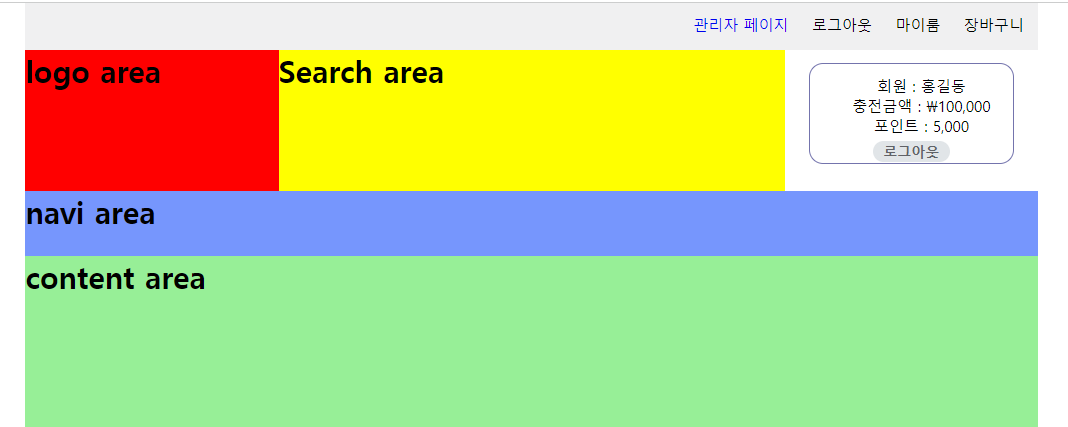 관리자 페이지 로그아웃 마이룸 장바구니
logo area
Search area
회원 : 홍길동
충전금액 : ₩100,000
포인트 : 5,000
로그아웃
navi area
content area